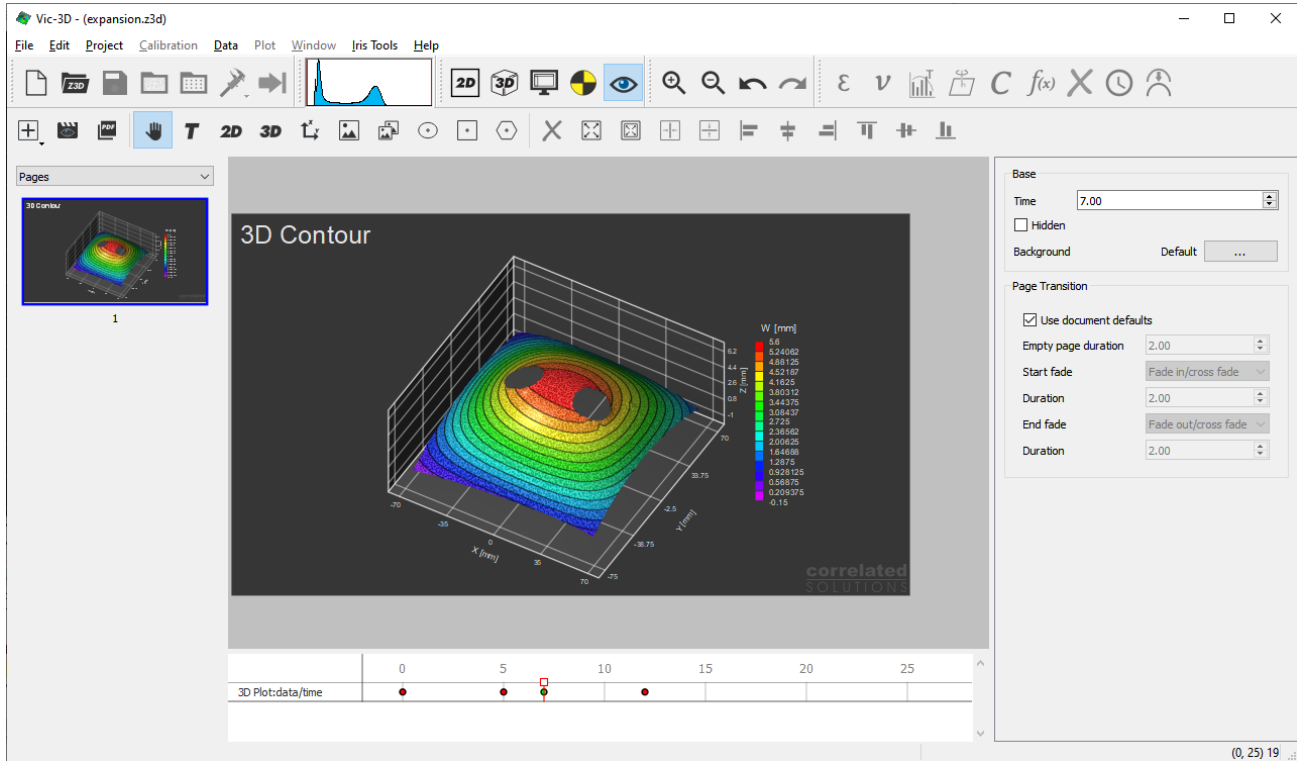 Vic-3D - (expansion.z3d)
File Edit Project Calibration Data Plot Window Iris Tools Help
Z3D 2D 3D ε ν C f(x)
PDF T 2D 3D
Pages
3D Contour
1
3D Contour
W [mm]
5.6
5.24062
4.88125
4.52187
4.1625
3.80312
3.44375
3.08437
2.725
2.36562
2.00625
1.64688
1.2875
0.928125
0.56875
0.209375
-0.15
6.2
4.4
2.6
0.8
-1
Z [mm]
70
33.75
-2.5
-38.75
-75
Y [mm]
-70
-35
0
35
70
X [mm]
correlated
SOLUTIONS
0 5 10 15 20 25
3D Plot:data/time
Base
Time 7.00
Hidden
Background Default ...
Page Transition
Use document defaults
Empty page duration 2.00
Start fade Fade in/cross fade
Duration 2.00
End fade Fade out/cross fade
Duration 2.00
(0, 25) 19